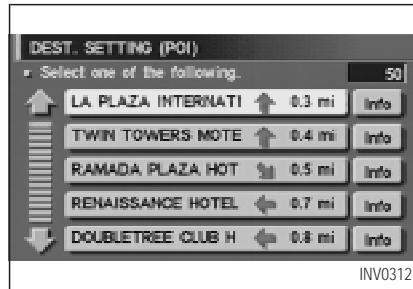 DEST. SETTING (POI)
Select one of the following. 50
LA PLAZA INTERNATI 0.3 mi Info
TWIN TOWERS MOTE 0.4 mi Info
RAMADA PLAZA HOT 0.5 mi Info
RENAISSANCE HOTEL 0.7 mi Info
DOUBLETREE CLUB H 0.8 mi Info
INV0312